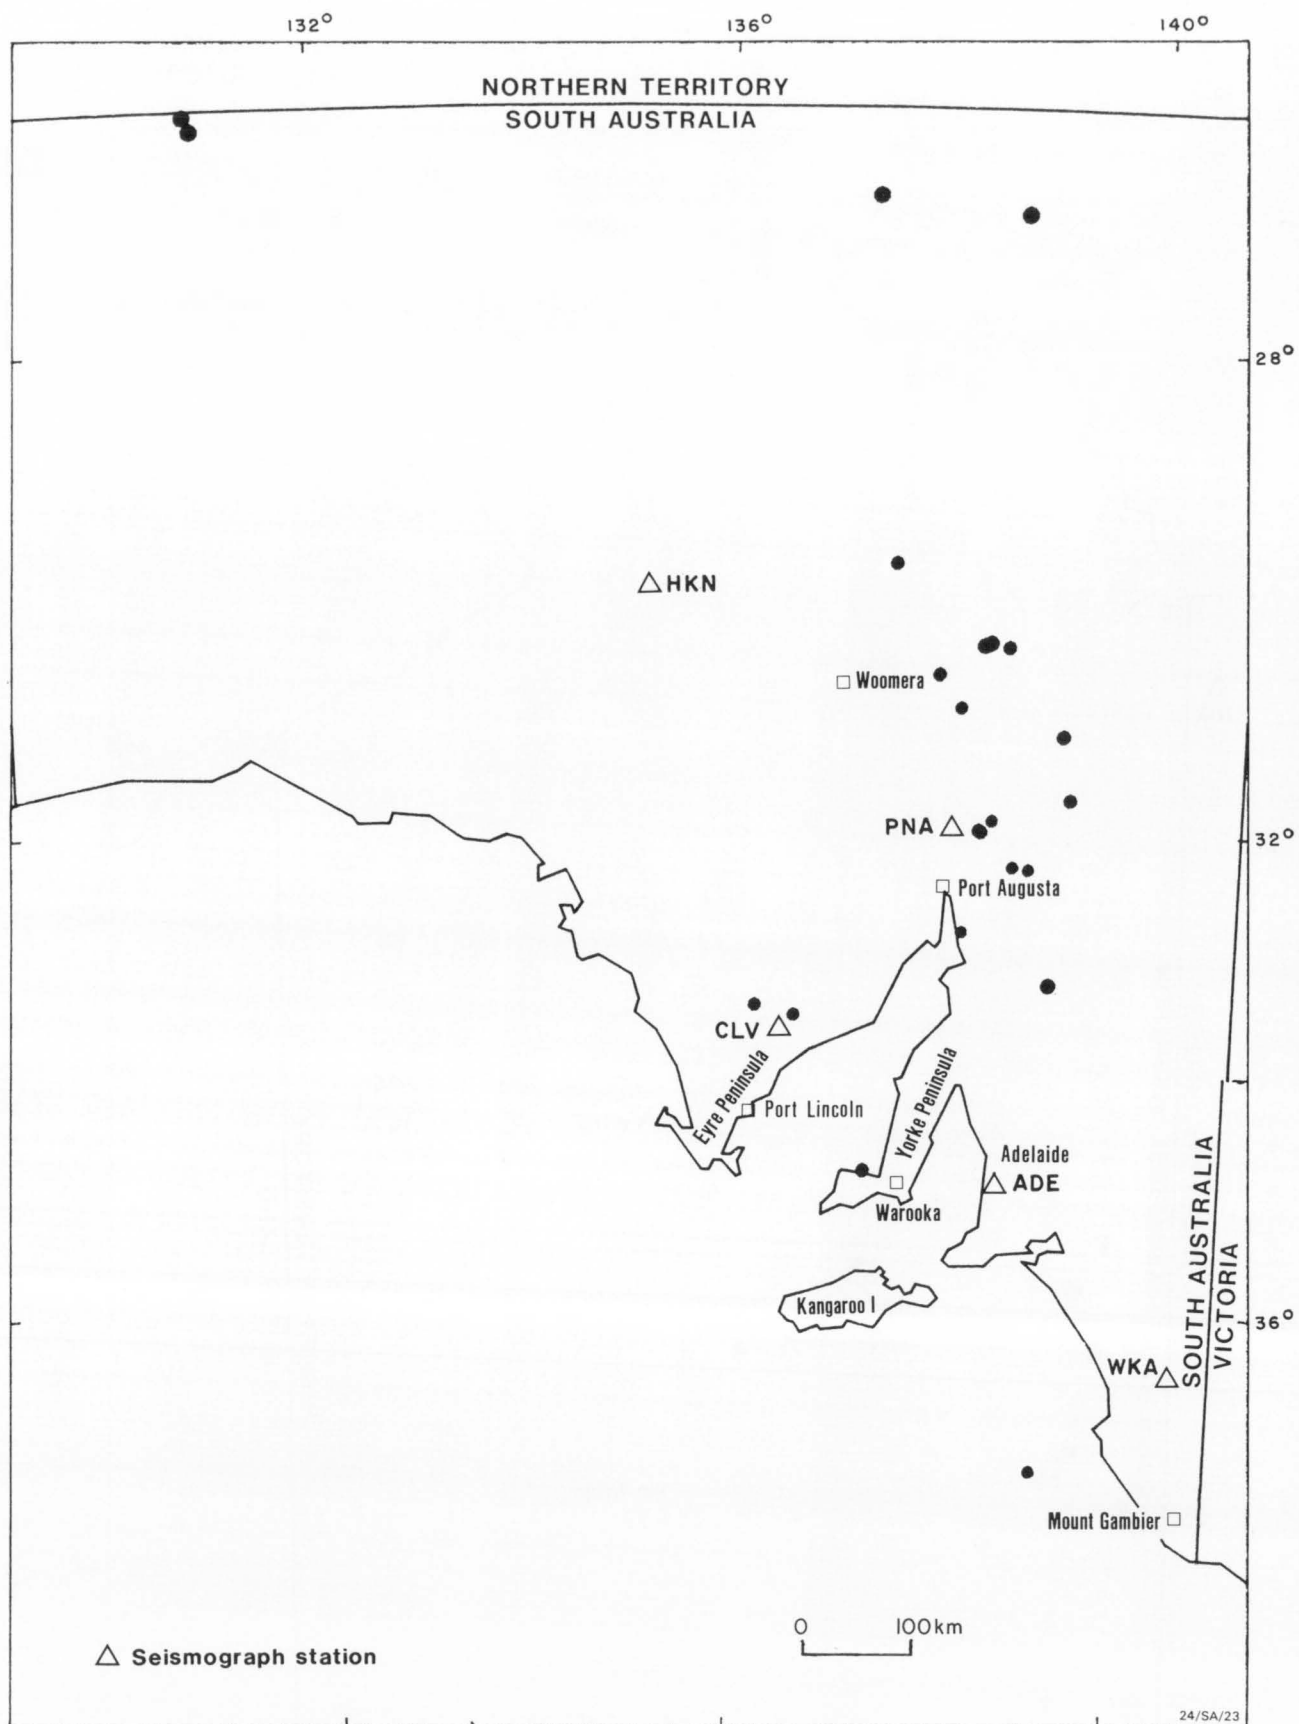 132°
136°
140°
NORTHERN TERRITORY
SOUTH AUSTRALIA
28°
HKN
Woomera
PNA
32°
Port Augusta
CLV
Eyre Peninsula
Port Lincoln
Yorke Peninsula
Adelaide
ADE
Warooka
SOUTH AUSTRALIA
VICTORIA
Kangaroo I
36°
WKA
Mount Gambier
0 100km
Seismograph station
24/SA/23